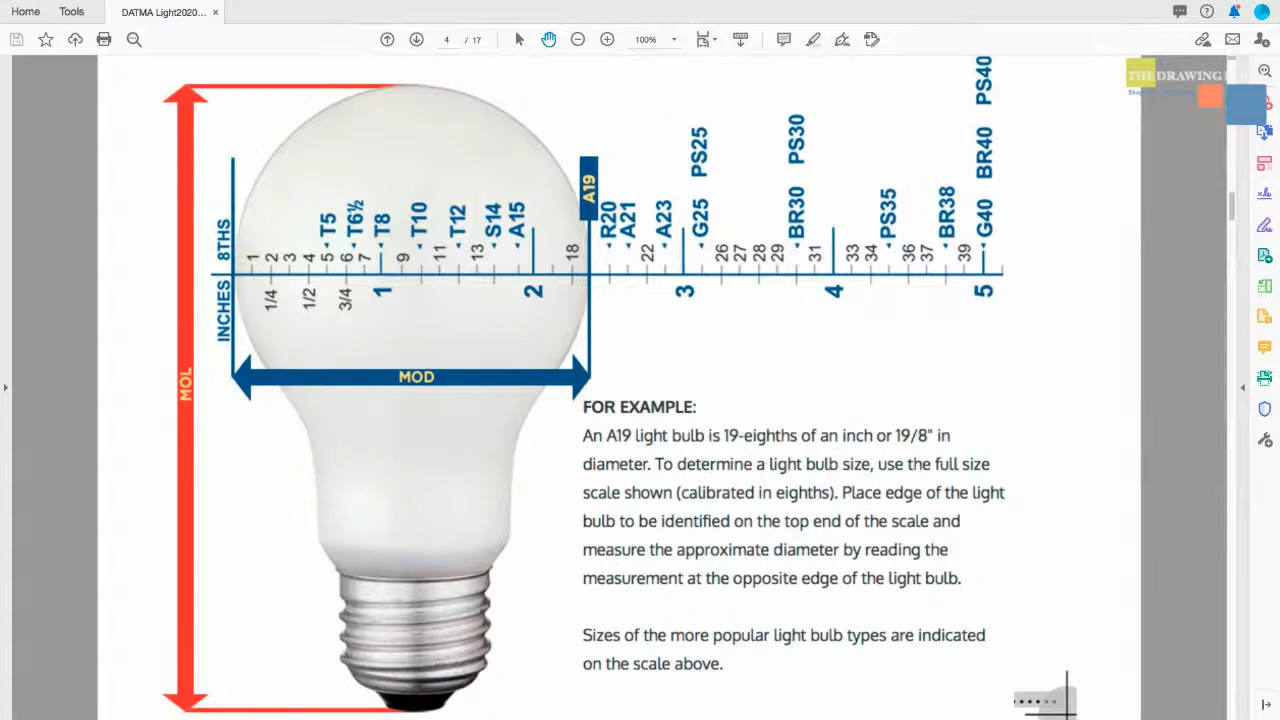 Home
Tools
DATMA Light2020...
4 / 17
100%
THE DRAWING
PS40
BR40
G40
PS30
BR30
PS25
G25
PS35
BR38
A19
8THS
T5
T6½
T8
T10
T12
S14
A15
R20
A21
A23
1 2 3 4 5 6 7 9 11 13 18 22 26 27 28 29 31 33 34 36 37 39
INCHES
1/4 1/2 3/4 1 2 3 4 5
MOL
MOD
FOR EXAMPLE:
An A19 light bulb is 19-eighths of an inch or 19/8" in
diameter. To determine a light bulb size, use the full size
scale shown (calibrated in eighths). Place edge of the light
bulb to be identified on the top end of the scale and
measure the approximate diameter by reading the
measurement at the opposite edge of the light bulb.
Sizes of the more popular light bulb types are indicated
on the scale above.